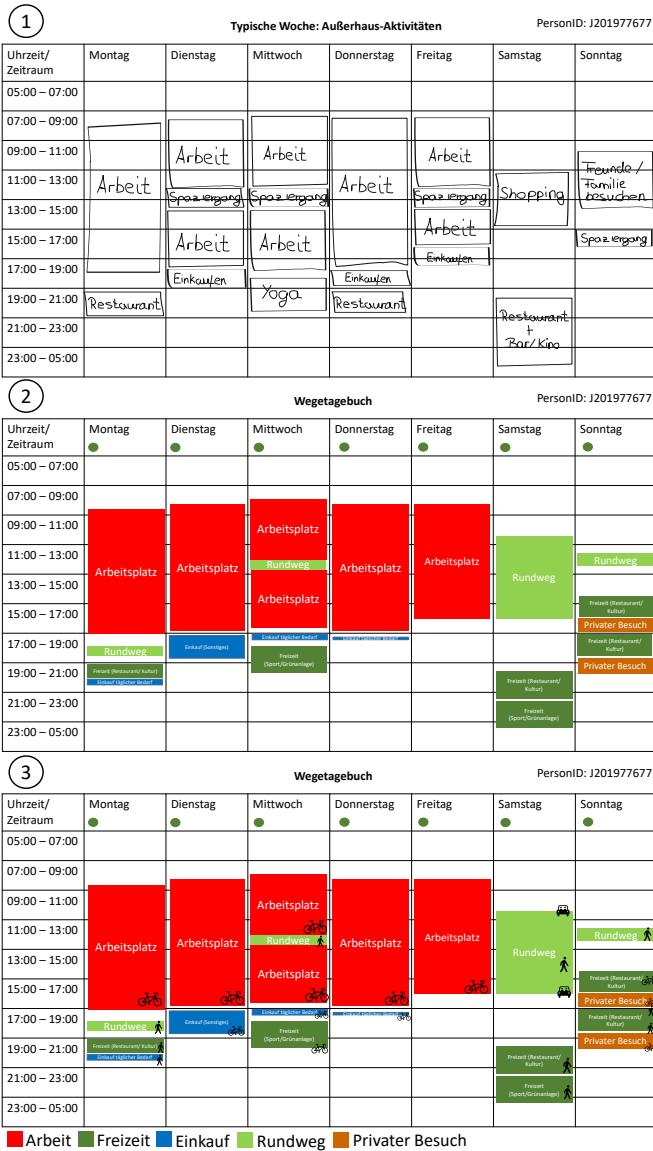 1
Typische Woche: Außerhaus-Aktivitäten
PersonID: J201977677
Uhrzeit/ Zeitraum Montag Dienstag Mittwoch Donnerstag Freitag Samstag Sonntag
05:00 – 07:00
07:00 – 09:00
09:00 – 11:00
Arbeit Arbeit Arbeit Freunde / Familie besuchen
11:00 – 13:00
Arbeit Spaziergang Spaziergang Arbeit Spaziergang Shopping
13:00 – 15:00
Arbeit Arbeit Arbeit
15:00 – 17:00
Spaziergang
Einkaufen
17:00 – 19:00
Einkaufen Yoga Einkaufen
19:00 – 21:00
Restaurant Restaurant Restaurant + Bar/Kino
21:00 – 23:00
23:00 – 05:00
2
Wegetagebuch
PersonID: J201977677
Uhrzeit/ Zeitraum Montag Dienstag Mittwoch Donnerstag Freitag Samstag Sonntag
05:00 – 07:00
07:00 – 09:00
09:00 – 11:00
Arbeitsplatz
11:00 – 13:00
Rundweg Rundweg
Arbeitsplatz Arbeitsplatz Arbeitsplatz Arbeitsplatz Rundweg
13:00 – 15:00
Arbeitsplatz Freizeit (Restaurant/ Kultur)
15:00 – 17:00
Privater Besuch
17:00 – 19:00
Rundweg Einkauf (Sonstiges) Einkauf täglicher Bedarf Einkauf täglicher Bedarf Freizeit (Restaurant/ Kultur)
Freizeit (Sport/Grünanlage)
19:00 – 21:00
Freizeit (Restaurant/ Kultur) Privater Besuch
Einkauf täglicher Bedarf Freizeit (Restaurant/ Kultur)
21:00 – 23:00
Freizeit (Sport/Grünanlage)
23:00 – 05:00
3
Wegetagebuch
PersonID: J201977677
Uhrzeit/ Zeitraum Montag Dienstag Mittwoch Donnerstag Freitag Samstag Sonntag
05:00 – 07:00
07:00 – 09:00
09:00 – 11:00
Arbeitsplatz
11:00 – 13:00
Rundweg Rundweg
Arbeitsplatz Arbeitsplatz Arbeitsplatz Arbeitsplatz Rundweg
13:00 – 15:00
Arbeitsplatz Freizeit (Restaurant/ Kultur)
15:00 – 17:00
Privater Besuch
17:00 – 19:00
Rundweg Einkauf (Sonstiges) Einkauf täglicher Bedarf Einkauf täglicher Bedarf Freizeit (Restaurant/ Kultur)
Freizeit (Sport/Grünanlage)
19:00 – 21:00
Freizeit (Restaurant/ Kultur) Privater Besuch
Einkauf täglicher Bedarf Freizeit (Restaurant/ Kultur)
21:00 – 23:00
Freizeit (Sport/Grünanlage)
23:00 – 05:00
Arbeit Freizeit Einkauf Rundweg Privater Besuch